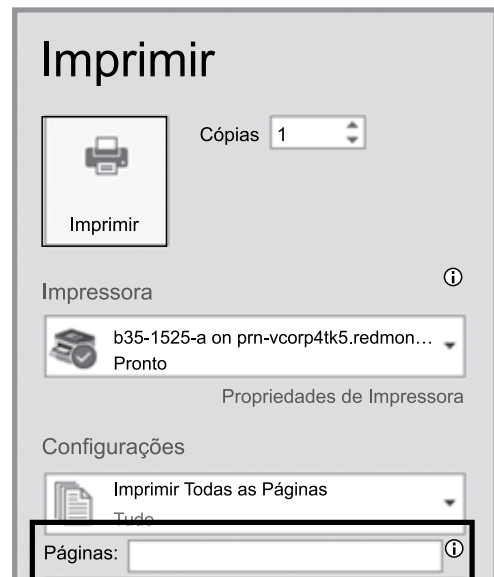 Imprimir
Cópias 1
Imprimir
Impressora
b35-1525-a on prn-vcorp4tk5.redmon...
Pronto
Propriedades de Impressora
Configurações
Imprimir Todas as Páginas
Tudo
Páginas: